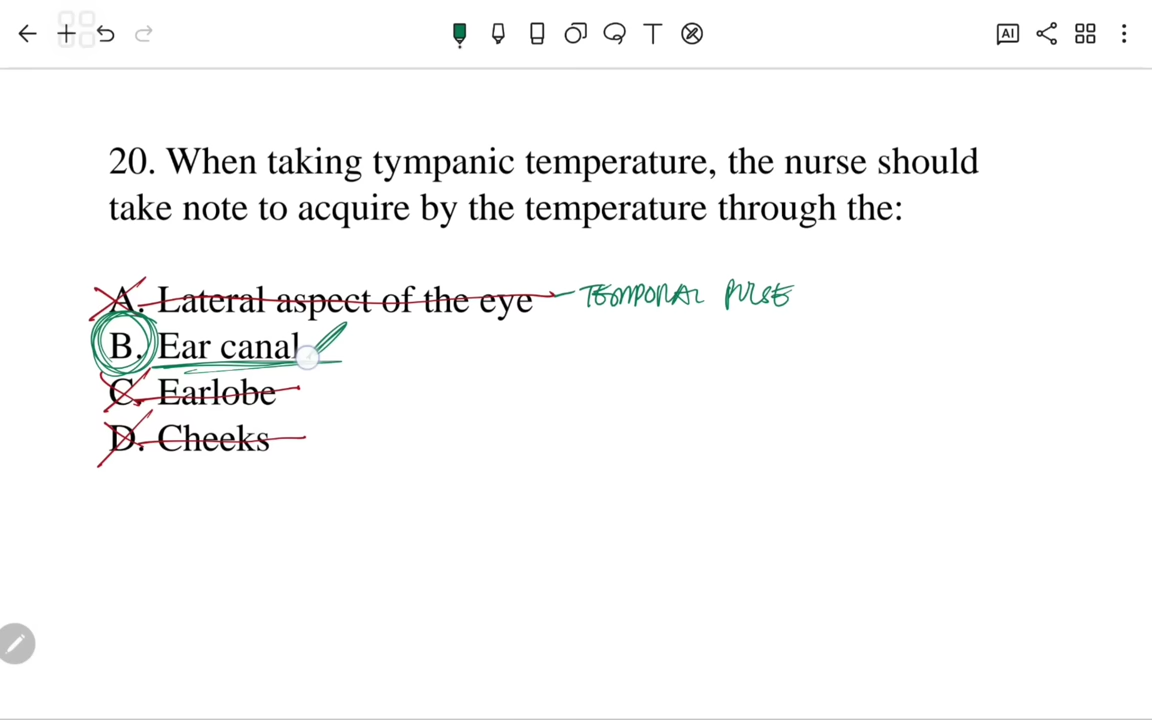 AI
T
20. When taking tympanic temperature, the nurse should
take note to acquire by the temperature through the:
A. Lateral aspect of the eye - TEMPORAL PULSE
B. Ear canal
C. Earlobe
D. Cheeks